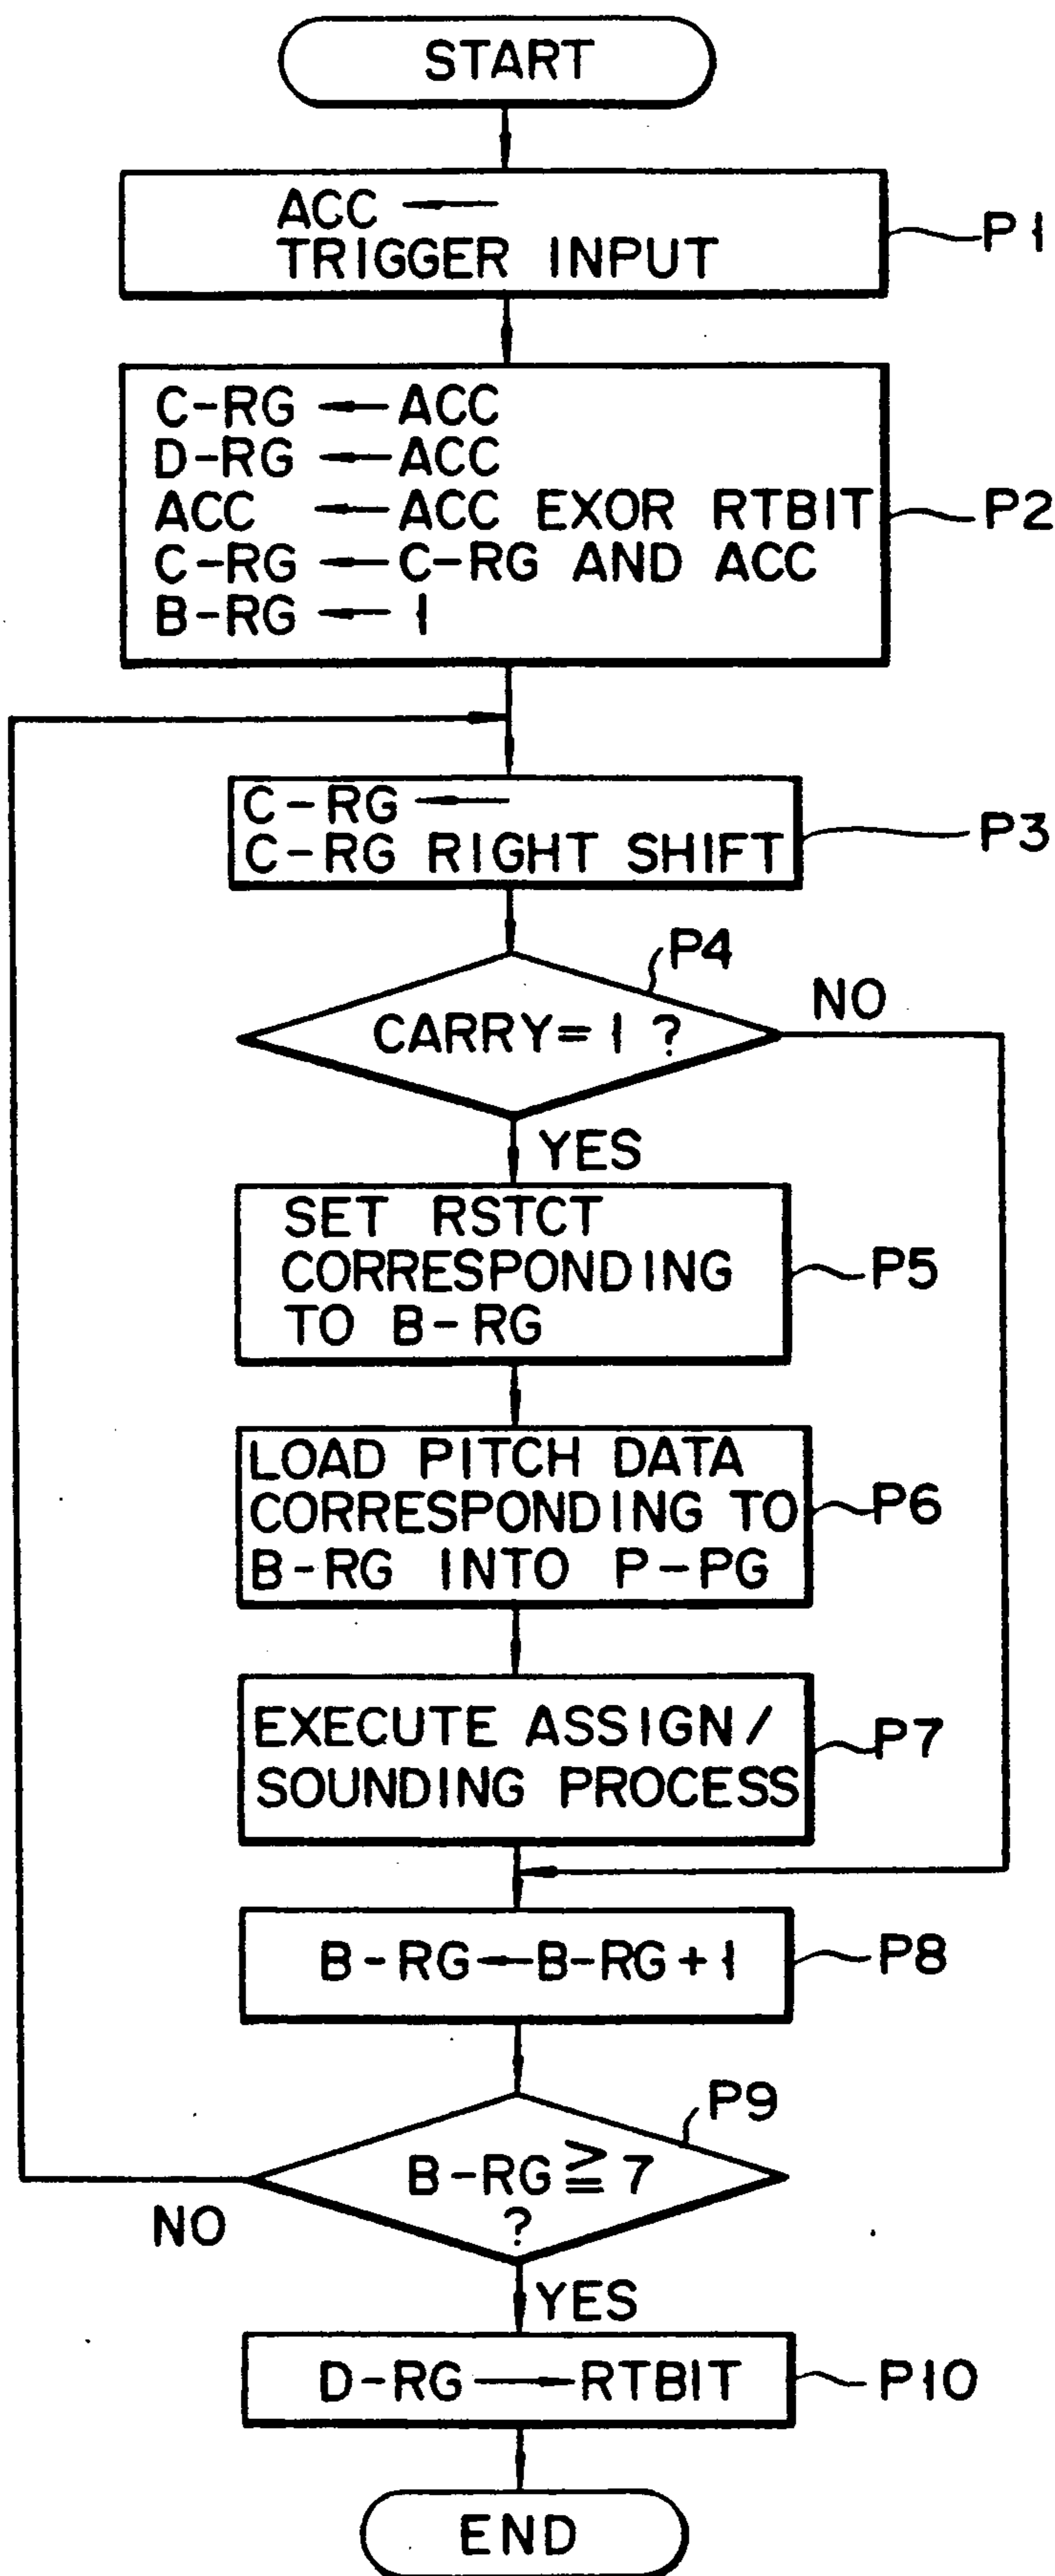 START
ACC ←
TRIGGER INPUT
P1
C-RG ← ACC
D-RG ← ACC
ACC ← ACC EXOR RTBIT
C-RG ← C-RG AND ACC
B-RG ← 1
P2
C-RG ←
C-RG RIGHT SHIFT
P3
P4
CARRY=1 ?
NO
YES
SET RSTCT
CORRESPONDING
TO B-RG
P5
LOAD PITCH DATA
CORRESPONDING TO
B-RG INTO P-PG
P6
EXECUTE ASSIGN/
SOUNDING PROCESS
P7
B-RG←B-RG+1
P8
P9
B-RG≧7
?
NO
YES
D-RG→RTBIT
P10
END